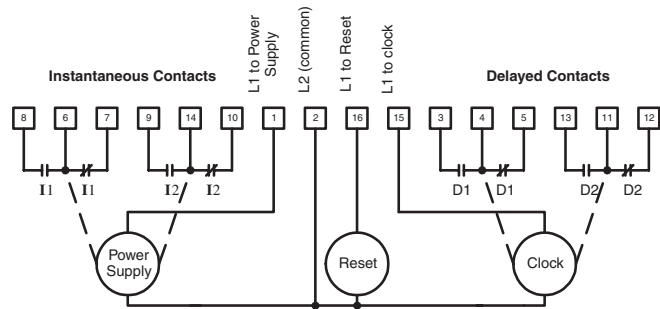 L1 to Power
Supply
L2 (common)
L1 to Reset
L1 to clock
Instantaneous Contacts
Delayed Contacts
8 6 7 9 14 10 1 2 16 15 3 4 5 13 11 12
I1 I1 I2 I2 D1 D1 D2 D2
Power
Supply
Reset
Clock